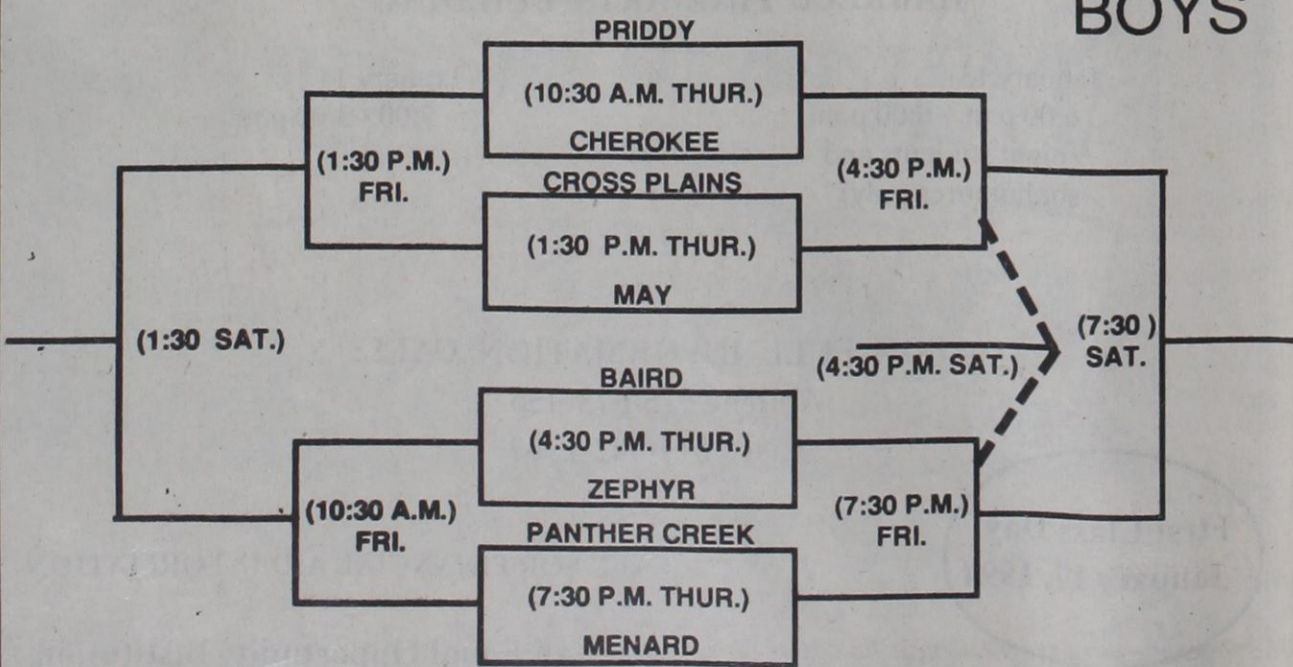 BOYS
PRIDDY
(10:30 A.M. THUR.)
CHEROKEE
(1:30 P.M.)
FRI.
(4:30 P.M.)
FRI.
CROSS PLAINS
(1:30 P.M. THUR.)
MAY
(1:30 SAT.)
(7:30 )
SAT.
(4:30 P.M. SAT.)
BAIRD
(4:30 P.M. THUR.)
ZEPHYR
(10:30 A.M.)
FRI.
(7:30 P.M.)
FRI.
PANTHER CREEK
(7:30 P.M. THUR.)
MENARD